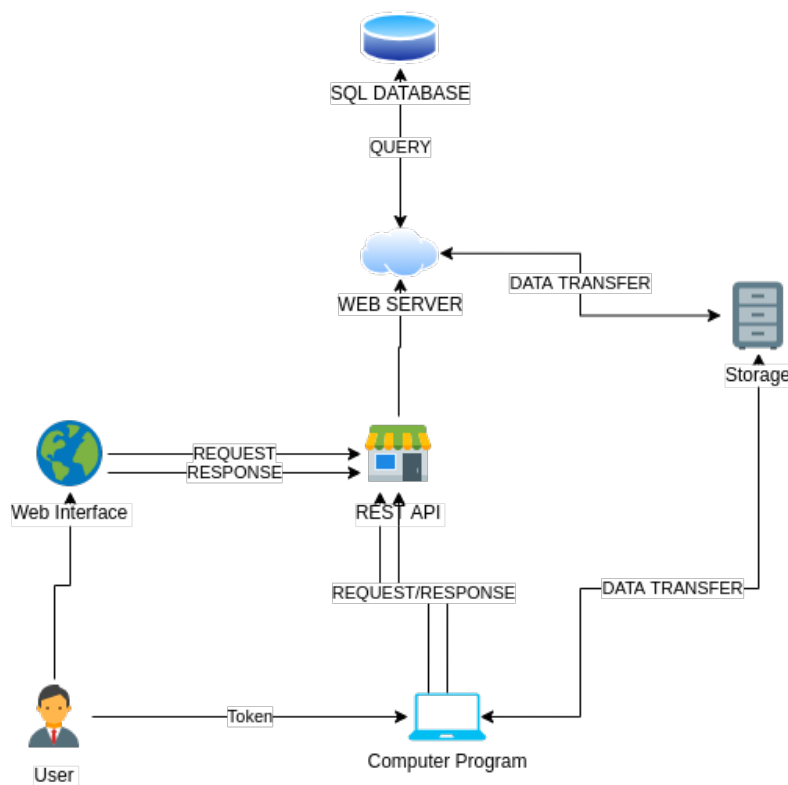 SQL DATABASE
QUERY
DATA TRANSFER
WEB SERVER
Storage
REQUEST
RESPONSE
Web Interface
REST API
DATA TRANSFER
REQUEST/RESPONSE
Token
Computer Program
User